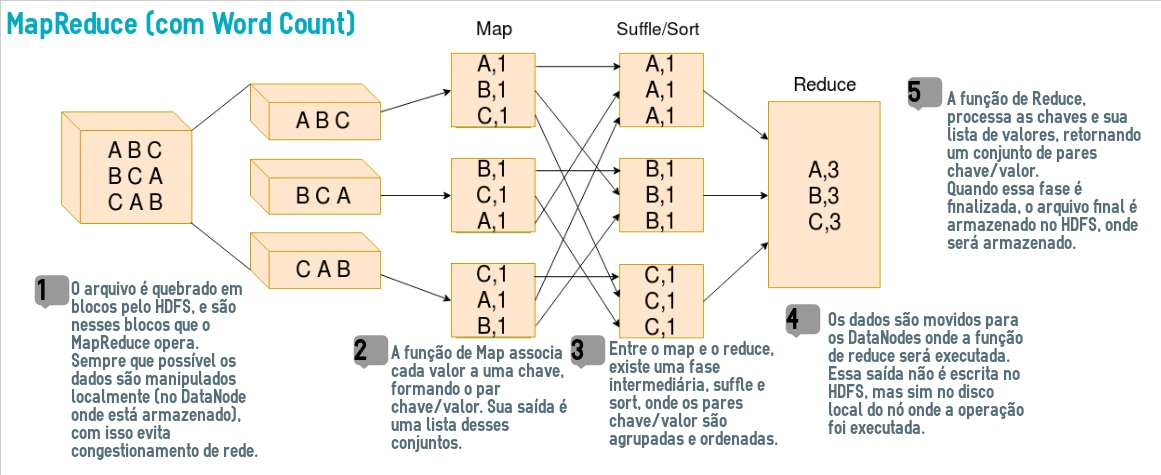 MapReduce (com Word Count)
A B C
B C A
C A B
A B C
B C A
C A B
Map
A,1
B,1
C,1
B,1
C,1
A,1
C,1
A,1
B,1
Suffle/Sort
A,1
A,1
A,1
B,1
B,1
B,1
C,1
C,1
C,1
Reduce
A,3
B,3
C,3
1
O arquivo é quebrado em
blocos pelo HDFS, e são
nesses blocos que o
MapReduce opera.
Sempre que possível os
dados são manipulados
localmente (no DataNode
onde está armazenado),
com isso evita
congestionamento de rede.
2
A função de Map associa
cada valor a uma chave,
formando o par
chave/valor. Sua saída é
uma lista desses
conjuntos.
3
Entre o map e o reduce,
existe uma fase
intermediária, suffle e
sort, onde os pares
chave/valor são
agrupadas e ordenadas.
4
Os dados são movidos para
os DataNodes onde a função
de reduce será executada.
Essa saída não é escrita no
HDFS, mas sim no disco
local do nó onde a operação
foi executada.
5
A função de Reduce,
processa as chaves e sua
lista de valores, retornando
um conjunto de pares
chave/valor.
Quando essa fase é
finalizada, o arquivo final é
armazenado no HDFS, onde
será armazenado.